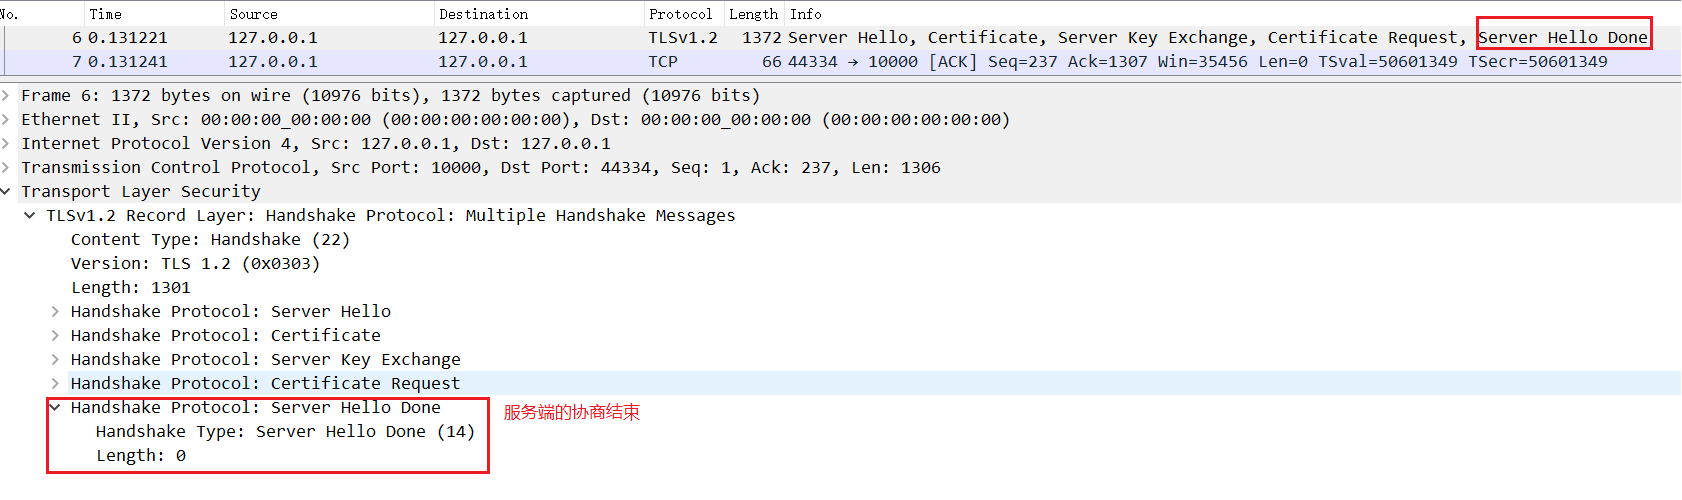 No. Time Source Destination Protocol Length Info
6 0.131221 127.0.0.1 127.0.0.1 TLSv1.2 1372 Server Hello, Certificate, Server Key Exchange, Certificate Request, Server Hello Done
7 0.131241 127.0.0.1 127.0.0.1 TCP 66 44334 → 10000 [ACK] Seq=237 Ack=1307 Win=35456 Len=0 TSval=50601349 TSecr=50601349
Frame 6: 1372 bytes on wire (10976 bits), 1372 bytes captured (10976 bits)
Ethernet II, Src: 00:00:00_00:00:00 (00:00:00:00:00:00), Dst: 00:00:00_00:00:00 (00:00:00:00:00:00)
Internet Protocol Version 4, Src: 127.0.0.1, Dst: 127.0.0.1
Transmission Control Protocol, Src Port: 10000, Dst Port: 44334, Seq: 1, Ack: 237, Len: 1306
Transport Layer Security
TLSv1.2 Record Layer: Handshake Protocol: Multiple Handshake Messages
Content Type: Handshake (22)
Version: TLS 1.2 (0x0303)
Length: 1301
Handshake Protocol: Server Hello
Handshake Protocol: Certificate
Handshake Protocol: Server Key Exchange
Handshake Protocol: Certificate Request
Handshake Protocol: Server Hello Done 服务端的协商结束
Handshake Type: Server Hello Done (14)
Length: 0